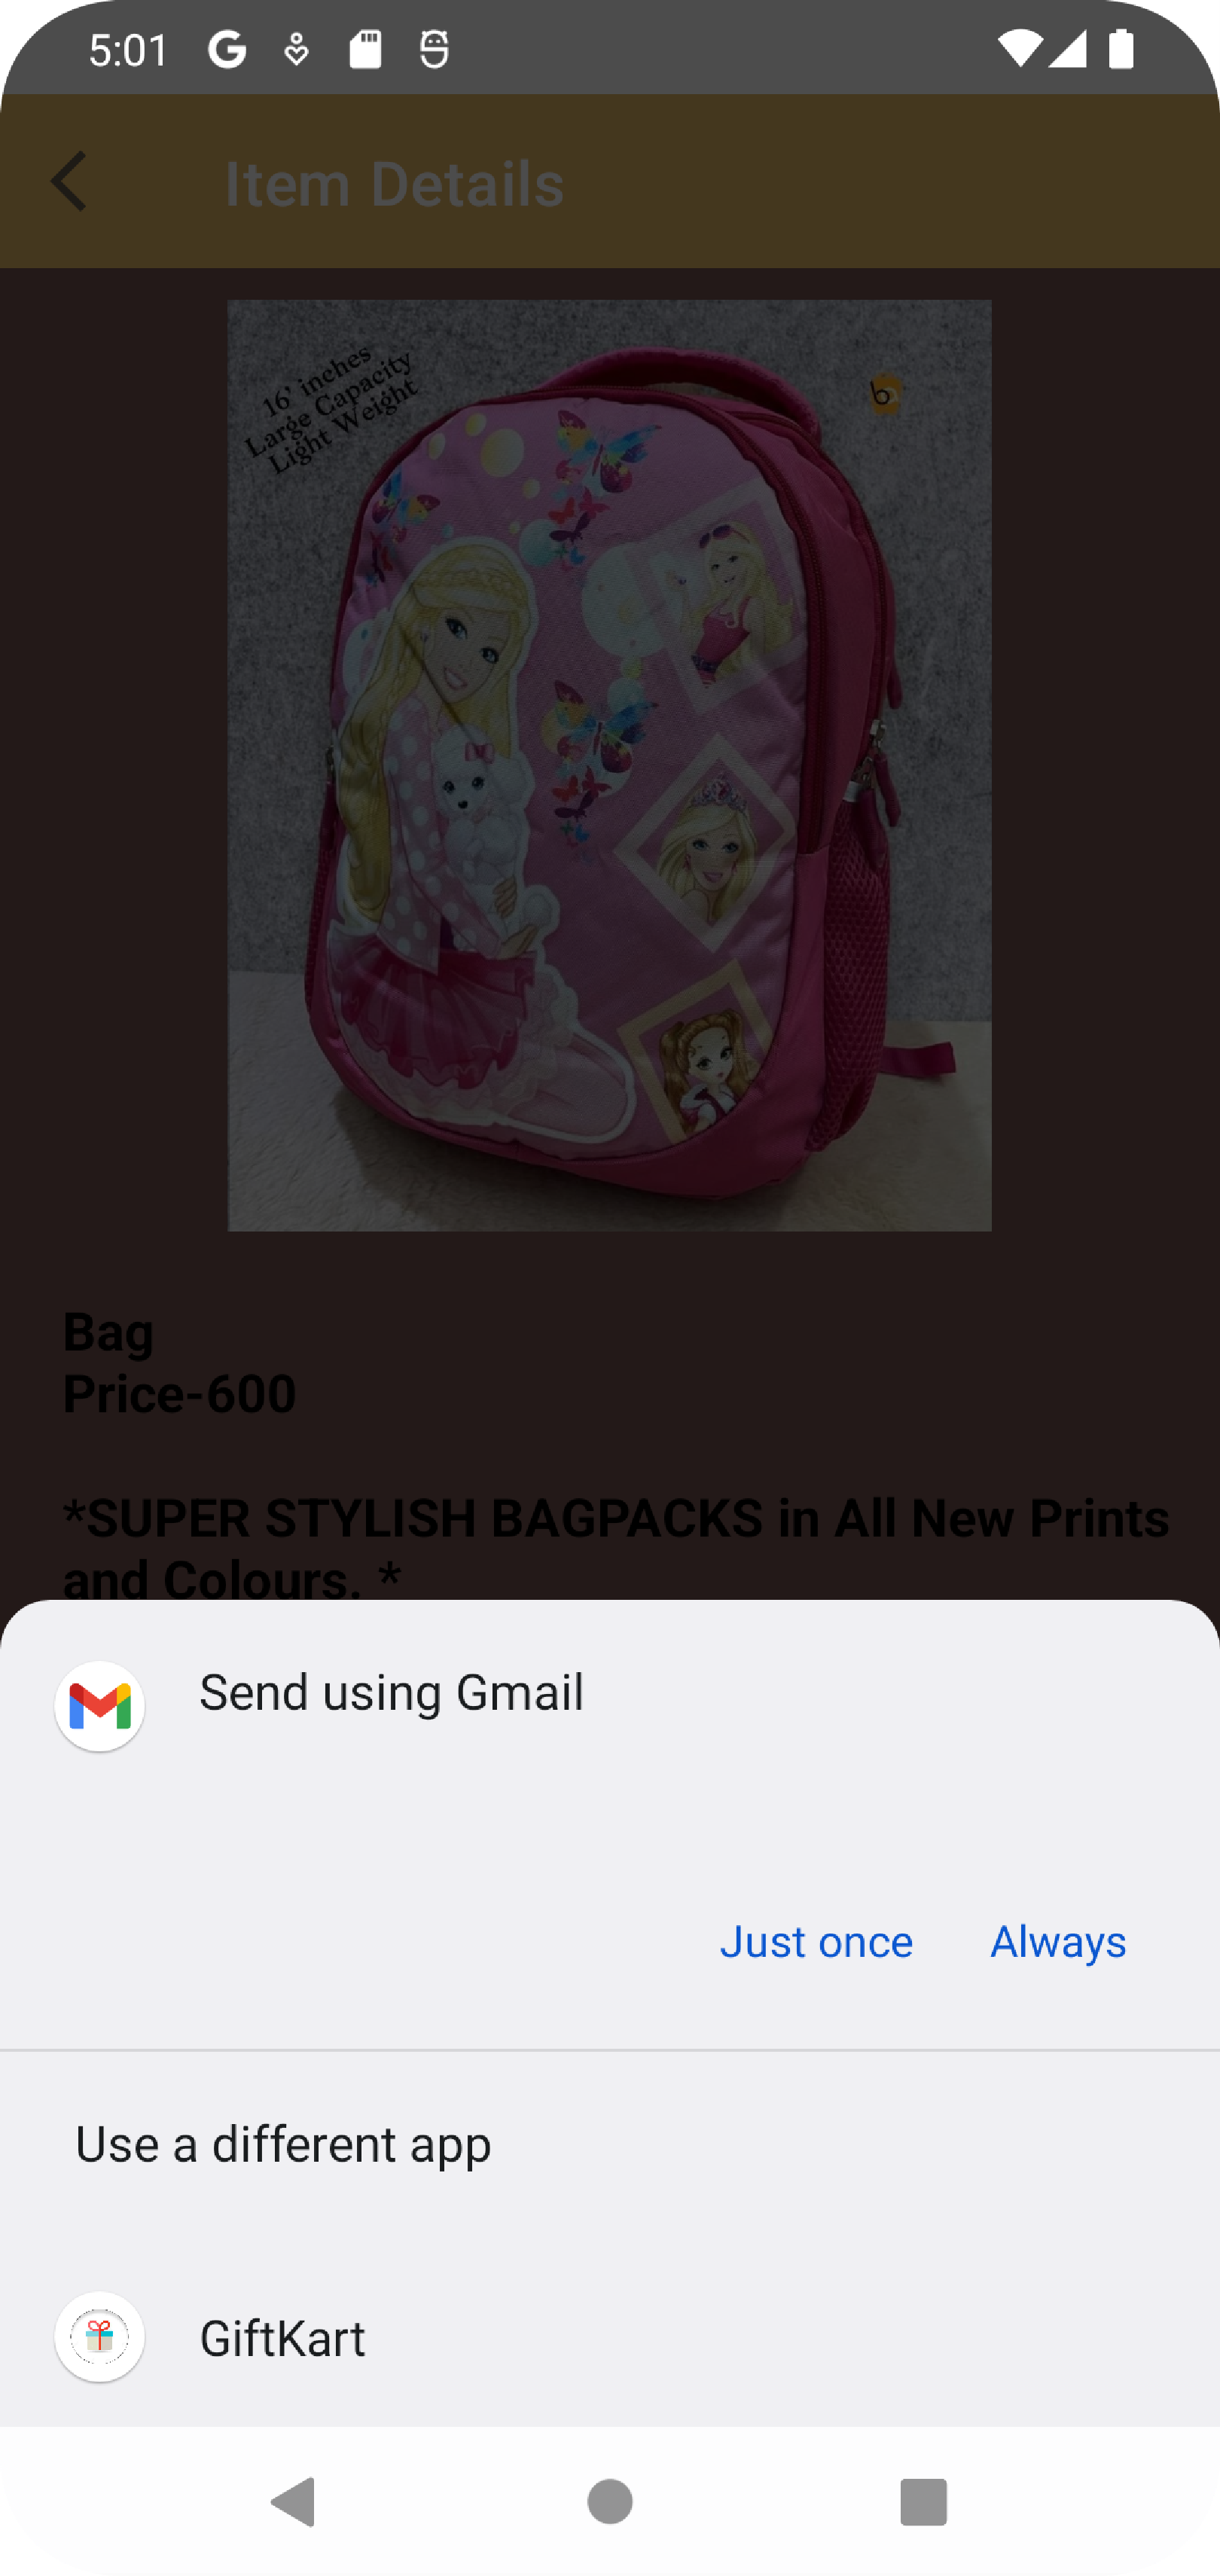 5:01
Item Details
16' inches
Large Capacity
Light Weight
Bag
Price-600
*SUPER STYLISH BAGPACKS in All New Prints
and Colours. *
Send using Gmail
Just once
Always
Use a different app
GiftKart